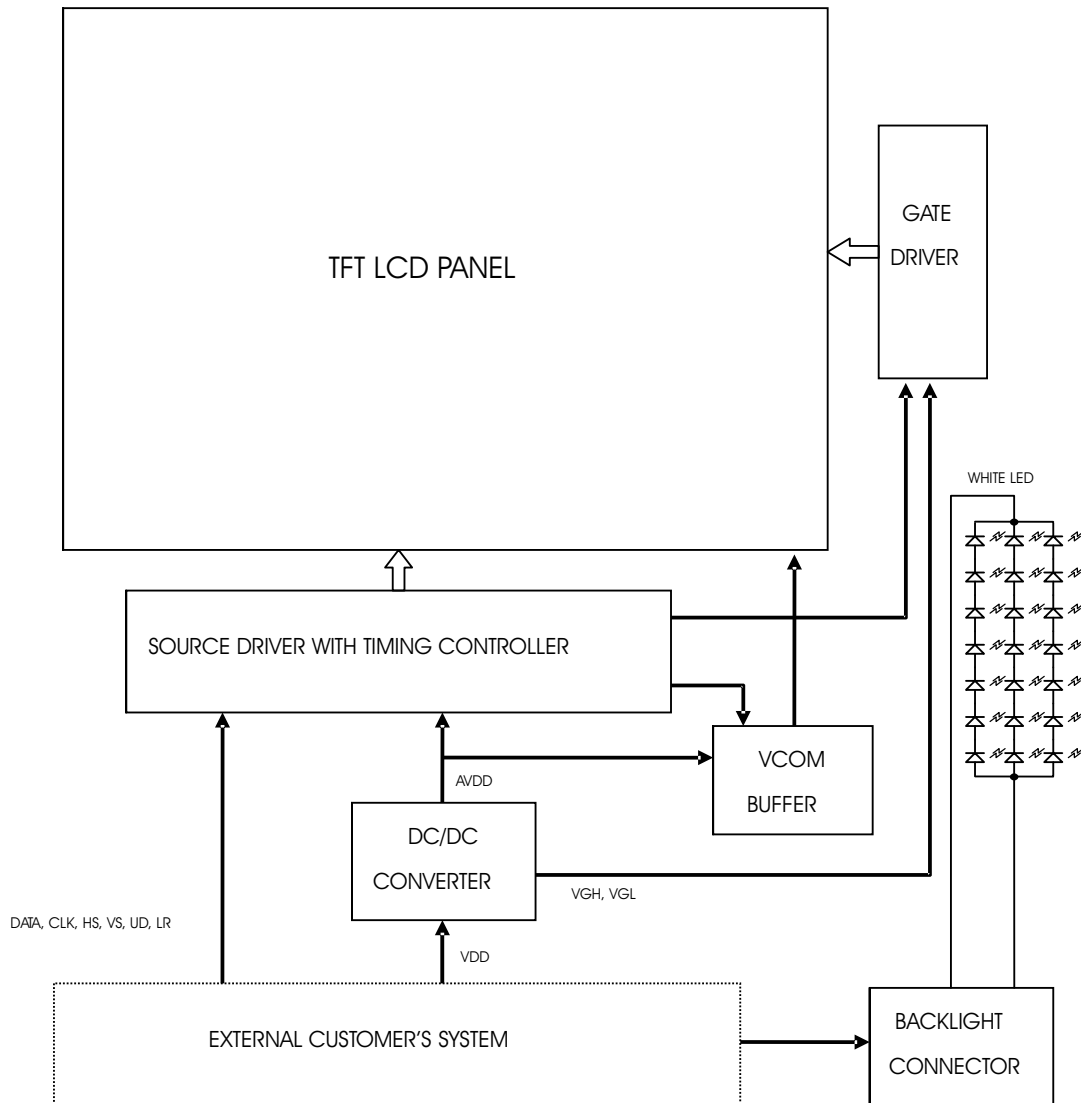 GATE
DRIVER
TFT LCD PANEL
WHITE LED
SOURCE DRIVER WITH TIMING CONTROLLER
VCOM
BUFFER
AVDD
DC/DC
CONVERTER
VGH, VGL
DATA, CLK, HS, VS, UD, LR
VDD
EXTERNAL CUSTOMER'S SYSTEM
BACKLIGHT
CONNECTOR